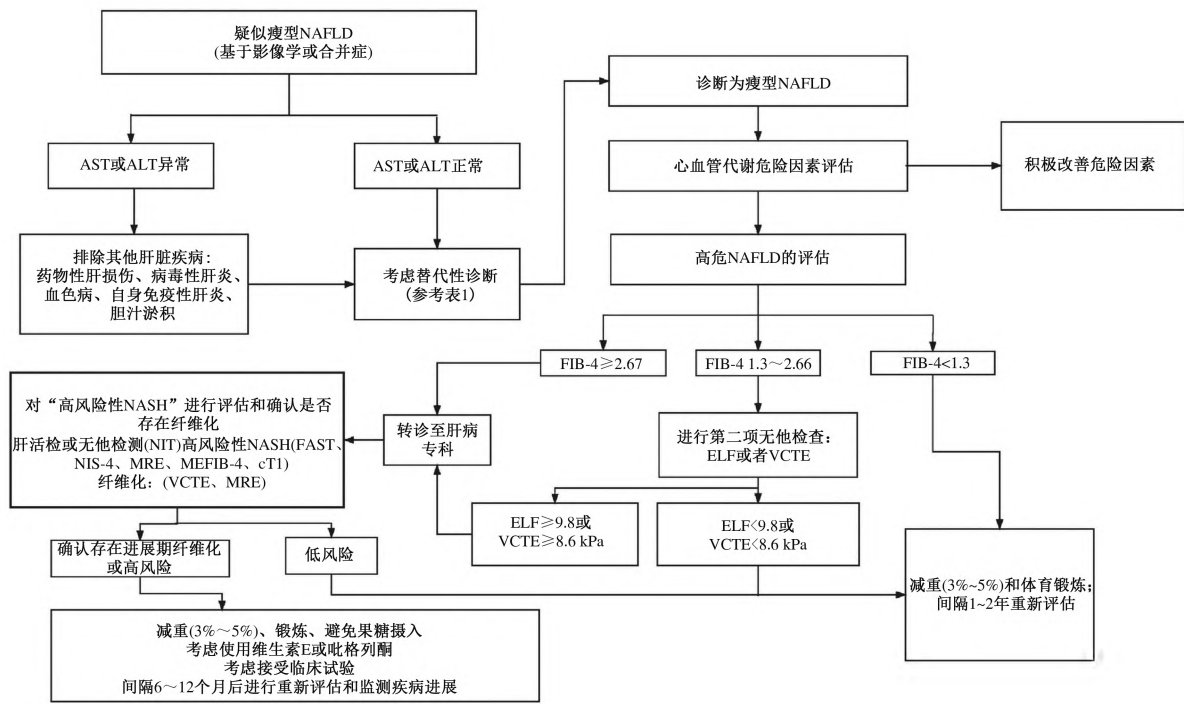 疑似瘦型NAFLD
(基于影像学或合并症)
AST或ALT异常
AST或ALT正常
排除其他肝脏疾病:
药物性肝损伤、病毒性肝炎、
血色病、自身免疫性肝炎、
胆汁淤积
考虑替代性诊断
(参考表1)
诊断为瘦型NAFLD
心血管代谢危险因素评估
积极改善危险因素
高危NAFLD的评估
FIB-4≥2.67
FIB-4 1.3～2.66
FIB-4<1.3
对“高风险性NASH”进行评估和确认是否
存在纤维化
肝活检或无他检测(NIT)高风险性NASH(FAST、
NIS-4、MRE、MEFIB-4、cT1)
纤维化：(VCTE、MRE)
转诊至肝病
专科
进行第二项无他检查：
ELF或者VCTE
ELF≥9.8或
VCTE≥8.6 kPa
ELF<9.8或
VCTE<8.6 kPa
确认存在进展期纤维化
或高风险
低风险
减重(3%~5%)和体育锻炼；
间隔1~2年重新评估
减重(3%～5%)、锻炼、避免果糖摄入
考虑使用维生素E或吡格列酮
考虑接受临床试验
间隔6～12个月后进行重新评估和监测疾病进展